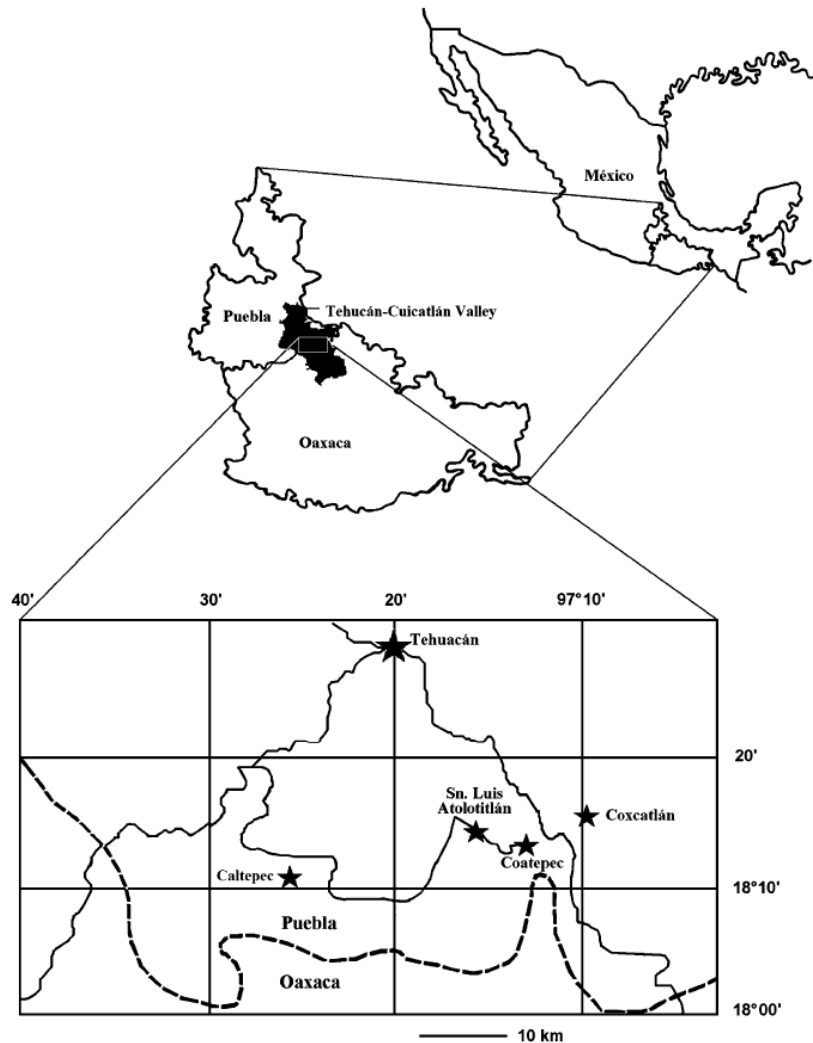 México
Puebla
Tehucán-Cuicatlán Valley
Oaxaca
40'
30'
20'
97°10'
Tehuacán
20'
Sn. Luis
Atolotitlán
Coxcatlán
Coatepec
Caltepec
18°10'
Puebla
Oaxaca
18°00'
10 km